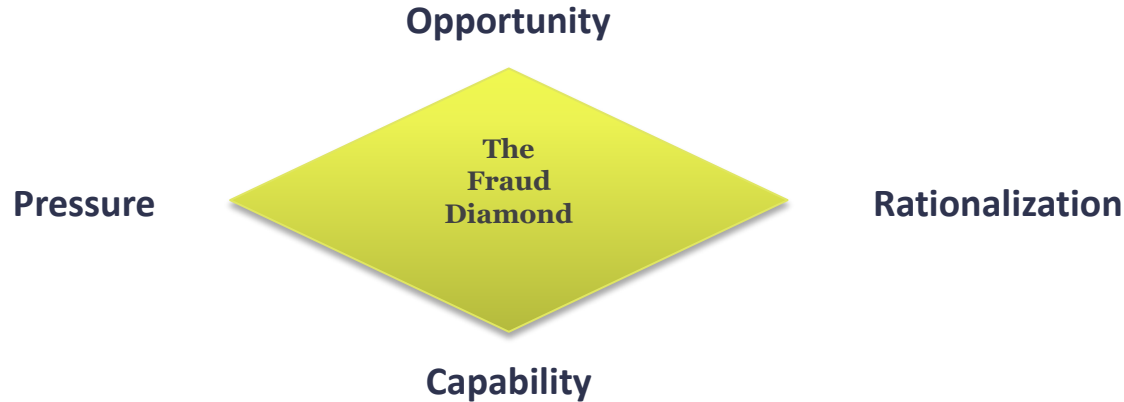 Opportunity
The
Fraud
Diamond
Pressure
Rationalization
Capability